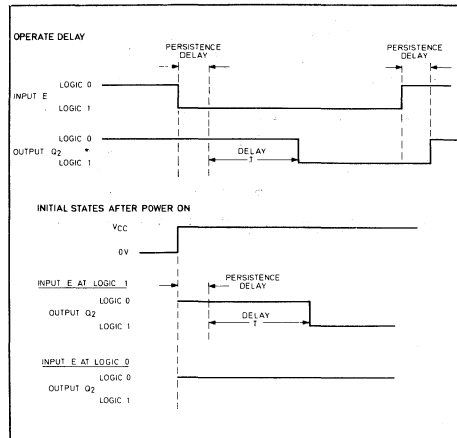 OPERATE DELAY
PERSISTENCE DELAY
PERSISTENCE DELAY
LOGIC 0
INPUT E
LOGIC 1
LOGIC 0
OUTPUT Q2 *
LOGIC 1
DELAY
T
INITIAL STATES AFTER POWER ON
VCC
0V
INPUT E AT LOGIC 1
PERSISTENCE DELAY
LOGIC 0
OUTPUT Q2
LOGIC 1
DELAY
T
INPUT E AT LOGIC 0
LOGIC 0
OUTPUT Q2
LOGIC 1